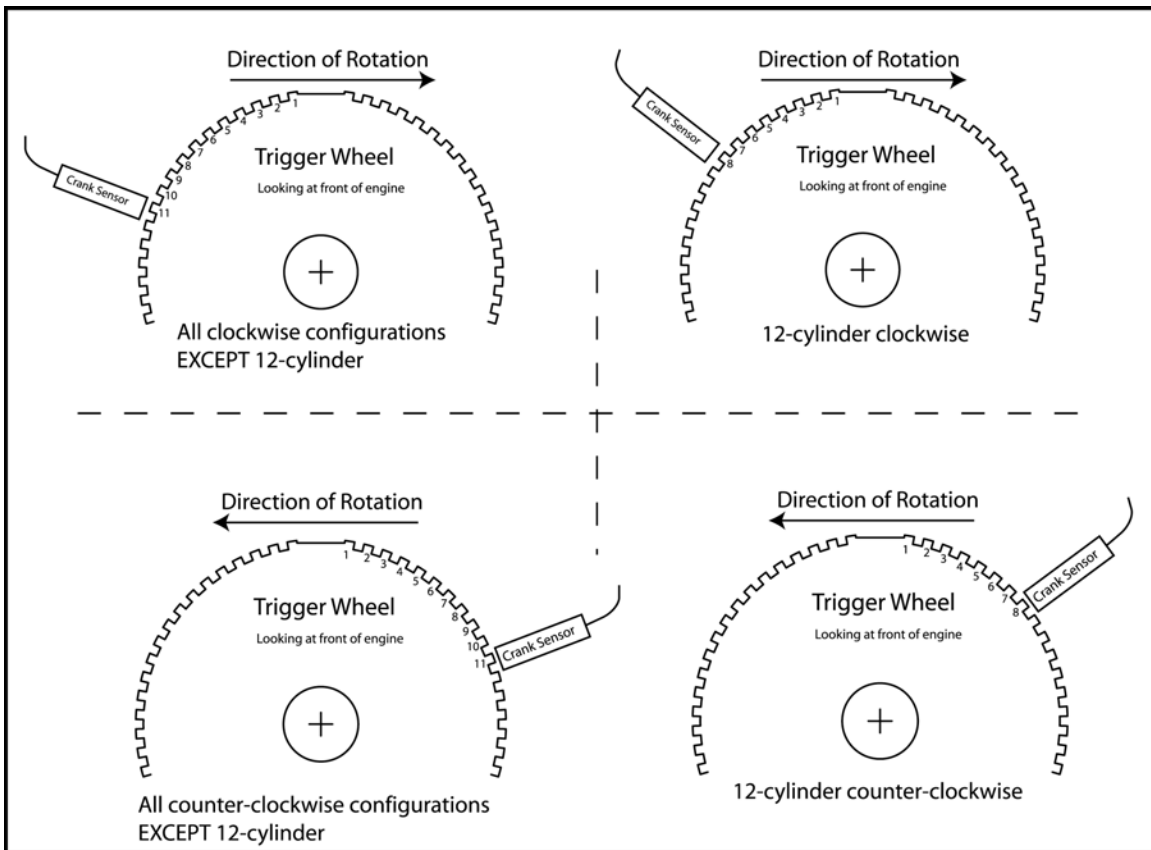 Direction of Rotation
Crank Sensor
1
2
3
4
5
6
7
8
9
10
11
Trigger Wheel
Looking at front of engine
All clockwise configurations
EXCEPT 12-cylinder
Direction of Rotation
Crank Sensor
1
2
3
4
5
6
7
8
Trigger Wheel
Looking at front of engine
12-cylinder clockwise
Direction of Rotation
1
2
3
4
5
6
7
8
9
10
11
Crank Sensor
Trigger Wheel
Looking at front of engine
All counter-clockwise configurations
EXCEPT 12-cylinder
Direction of Rotation
1
2
3
4
5
6
7
8
Crank Sensor
Trigger Wheel
Looking at front of engine
12-cylinder counter-clockwise